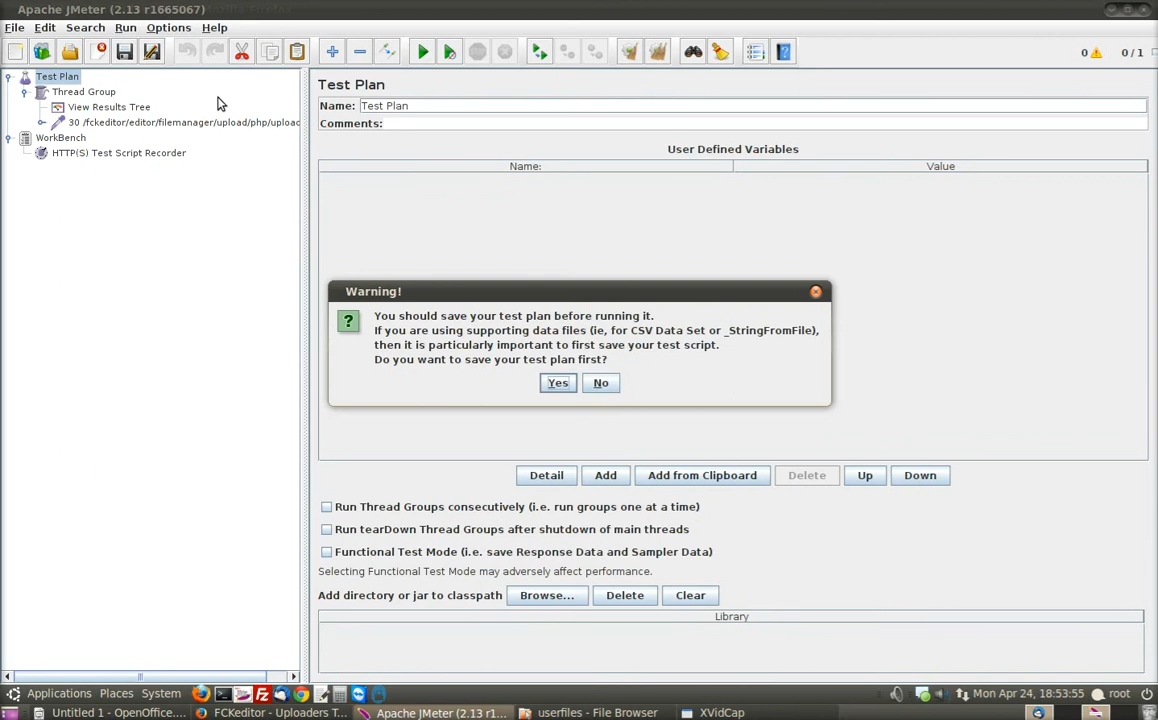 Apache JMeter (2.13 r1665067)
File Edit Search Run Options Help
0 0 / 1
Test Plan
Thread Group
View Results Tree
30 /fckeditor/editor/filemanager/upload/php/upload
WorkBench
HTTP(S) Test Script Recorder
Test Plan
Name: Test Plan
Comments:
User Defined Variables
Name: Value
Warning!
You should save your test plan before running it.
If you are using supporting data files (ie, for CSV Data Set or _StringFromFile),
then it is particularly important to first save your test script.
Do you want to save your test plan first?
Yes No
Detail Add Add from Clipboard Delete Up Down
Run Thread Groups consecutively (i.e. run groups one at a time)
Run tearDown Thread Groups after shutdown of main threads
Functional Test Mode (i.e. save Response Data and Sampler Data)
Selecting Functional Test Mode may adversely affect performance.
Add directory or jar to classpath Browse... Delete Clear
Library
Applications Places System Mon Apr 24, 18:53:55 root
Untitled 1 - OpenOffice.... FCKeditor - Uploaders T... Apache JMeter (2.13 r1... userfiles - File Browser XVidCap